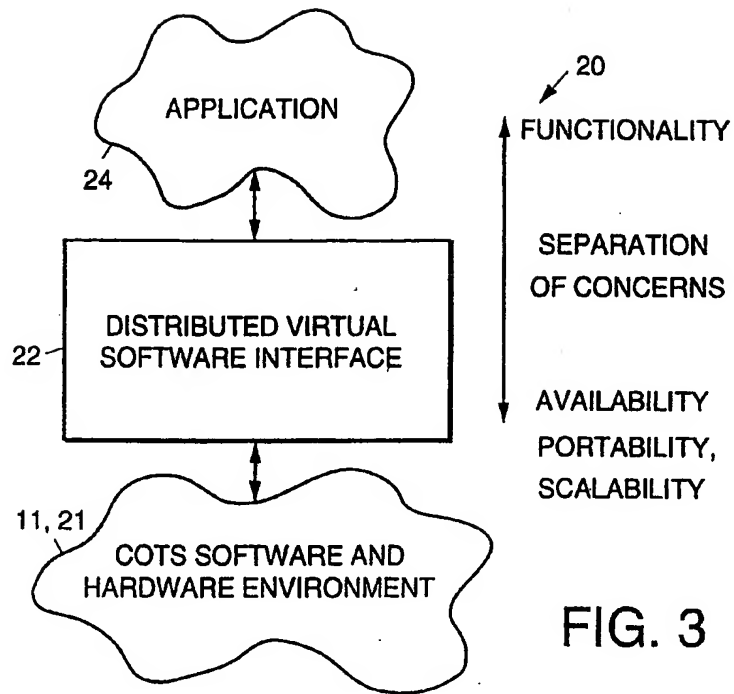 APPLICATION
24
20
FUNCTIONALITY
SEPARATION
OF CONCERNS
DISTRIBUTED VIRTUAL
SOFTWARE INTERFACE
22
AVAILABILITY
PORTABILITY,
SCALABILITY
11, 21
COTS SOFTWARE AND
HARDWARE ENVIRONMENT
FIG. 3